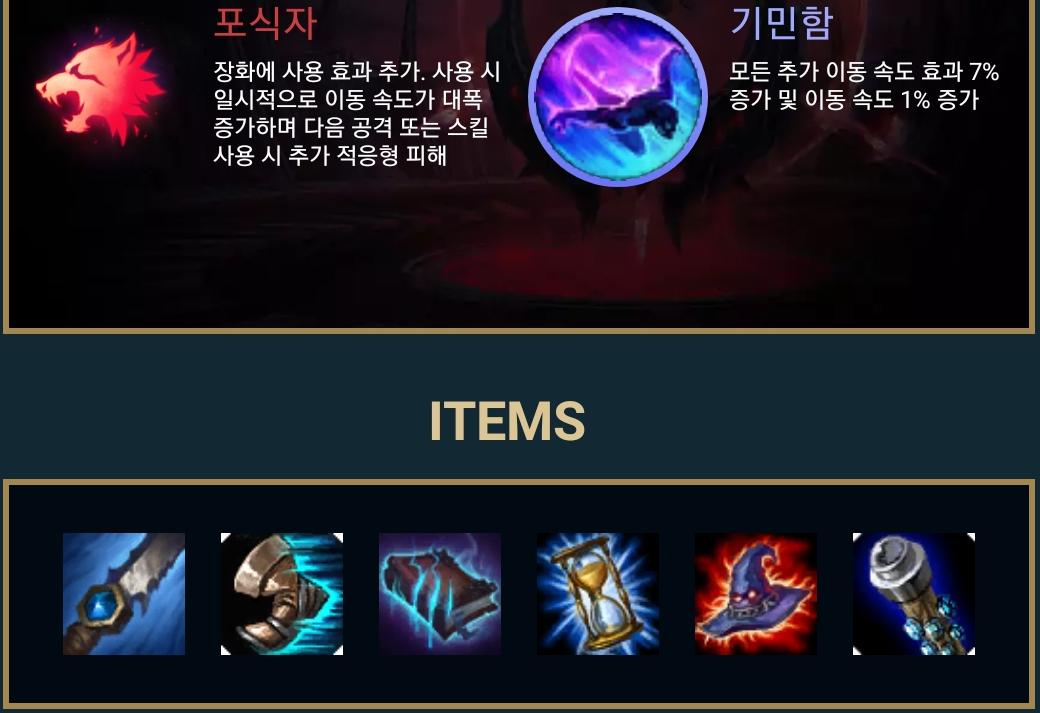 포식자
장화에 사용 효과 추가. 사용 시
일시적으로 이동 속도가 대폭
증가하며 다음 공격 또는 스킬
사용 시 추가 적응형 피해
기민함
모든 추가 이동 속도 효과 7%
증가 및 이동 속도 1% 증가
ITEMS